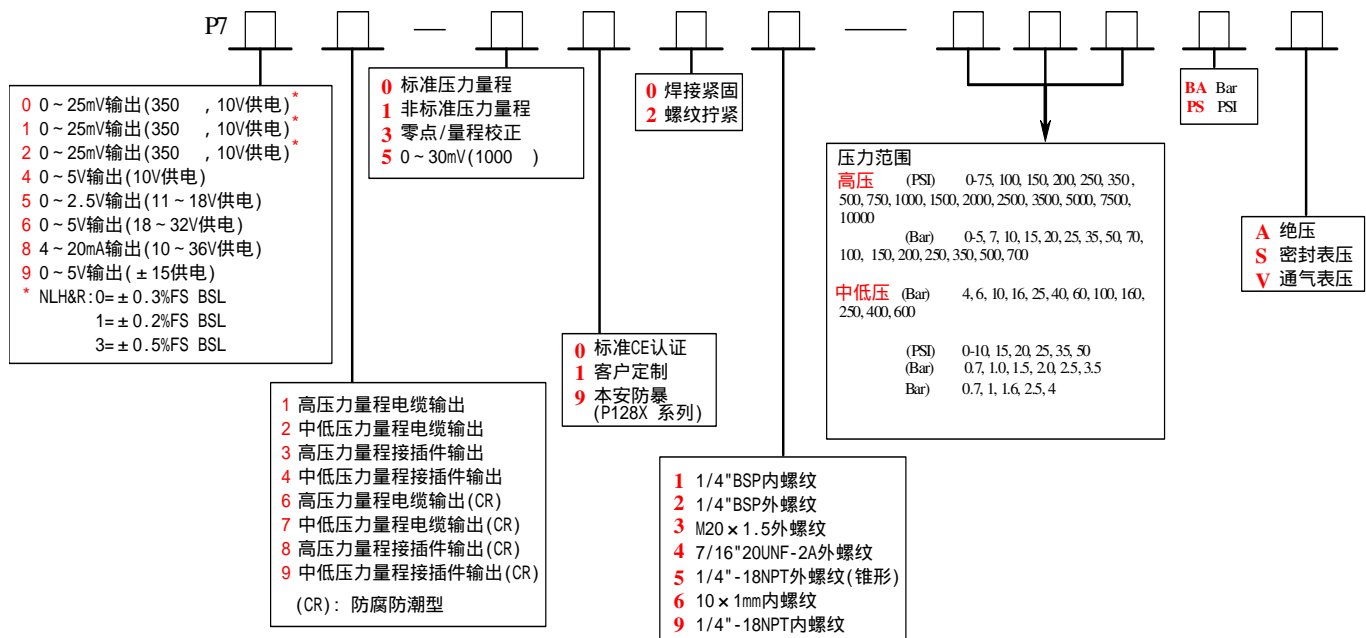 P7 — —
0 0~25mV输出(350 , 10V供电)*
1 0~25mV输出(350 , 10V供电)*
2 0~25mV输出(350 , 10V供电)*
4 0~5V输出(10V供电)
5 0~2.5V输出(11~18V供电)
6 0~5V输出(18~32V供电)
8 4~20mA输出(10~36V供电)
9 0~5V输出(±15供电)
* NLH&R:0=±0.3%FS BSL
1=±0.2%FS BSL
3=±0.5%FS BSL
1 高压力量程电缆输出
2 中低压力量程电缆输出
3 高压力量程接插件输出
4 中低压力量程接插件输出
6 高压力量程电缆输出(CR)
7 中低压力量程电缆输出(CR)
8 高压力量程接插件输出(CR)
9 中低压力量程接插件输出(CR)
(CR): 防腐防潮型
0 标准压力量程
1 非标准压力量程
3 零点/量程校正
5 0~30mV(1000 )
0 标准CE认证
1 客户定制
9 本安防暴
(P128X 系列)
0 焊接紧固
2 螺纹拧紧
1 1/4"BSP内螺纹
2 1/4"BSP外螺纹
3 M20×1.5外螺纹
4 7/16"20UNF-2A外螺纹
5 1/4"-18NPT外螺纹(锥形)
6 10×1mm内螺纹
9 1/4"-18NPT内螺纹
压力范围
高压 (PSI) 0-75, 100, 150, 200, 250, 350,
500, 750, 1000, 1500, 2000, 2500, 3500, 5000, 7500,
10000
(Bar) 0-5, 7, 10, 15, 20, 25, 35, 50, 70,
100, 150, 200, 250, 350, 500, 700
中低压 (Bar) 4, 6, 10, 16, 25, 40, 60, 100, 160,
250, 400, 600
(PSI) 0-10, 15, 20, 25, 35, 50
(Bar) 0.7, 1.0, 1.5, 2.0, 2.5, 3.5
Bar) 0.7, 1, 1.6, 2.5, 4
BA Bar
PS PSI
A 绝压
S 密封表压
V 通气表压